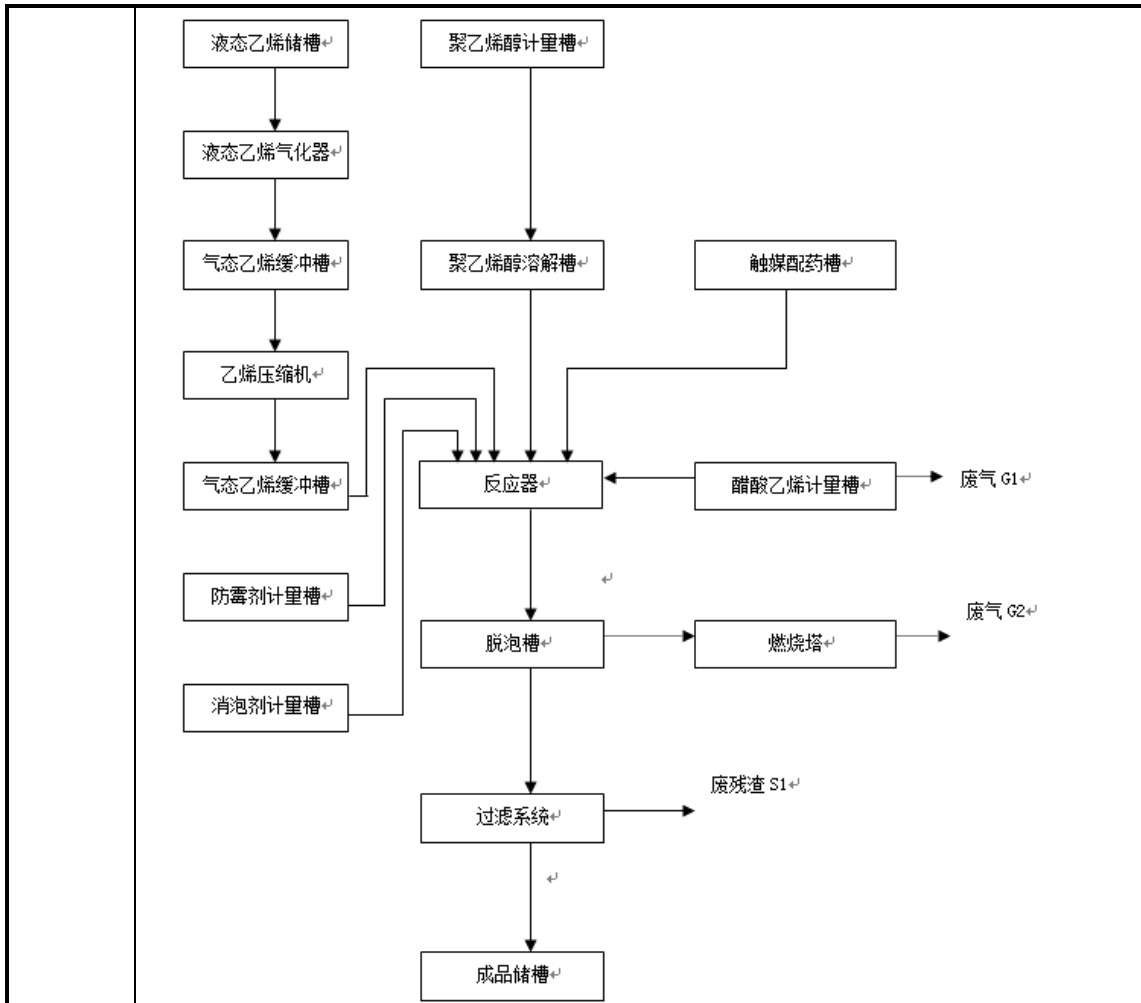 液态乙烯储槽↵
聚乙烯醇计量槽↵
液态乙烯气化器↵
气态乙烯缓冲槽↵
聚乙烯醇溶解槽↵
触媒配药槽↵
乙烯压缩机↵
气态乙烯缓冲槽↵
反应器↵
醋酸乙烯计量槽↵
废气 G1↵
防霉剂计量槽↵
脱泡槽↵
燃烧塔↵
废气 G2↵
消泡剂计量槽↵
过滤系统↵
废残渣 S1↵
成品储槽↵